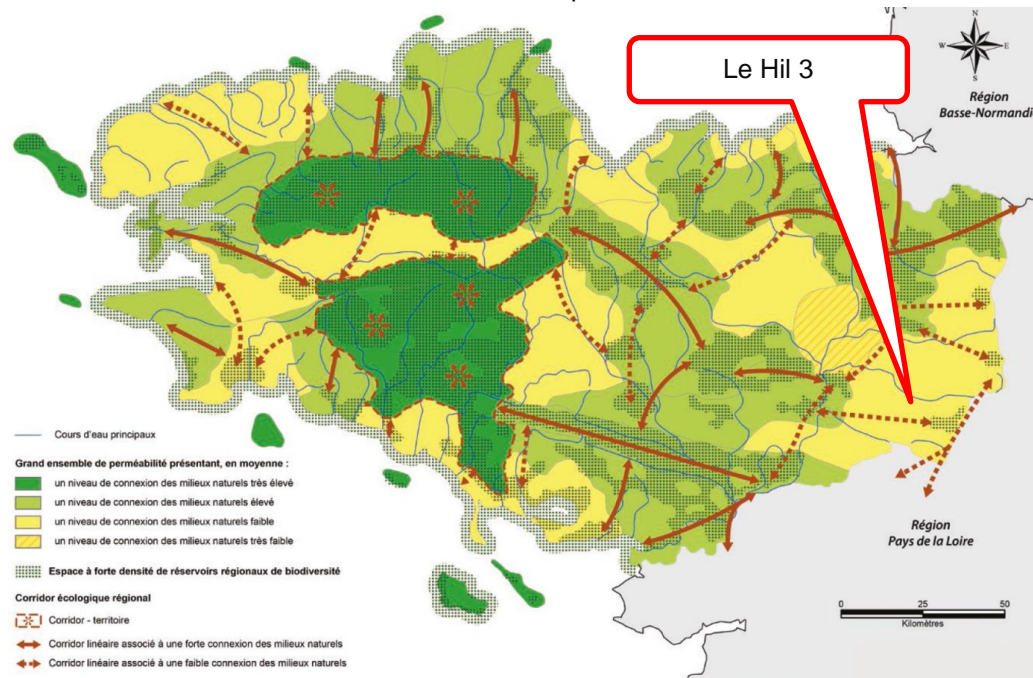 Le Hil 3
N
W
E
S
Région
Basse-Normandi
Cours d'eau principaux
Grand ensemble de perméabilité présentant, en moyenne :
un niveau de connexion des milieux naturels très élevé
un niveau de connexion des milieux naturels élevé
un niveau de connexion des milieux naturels faible
un niveau de connexion des milieux naturels très faible
Espace à forte densité de réservoirs régionaux de biodiversité
Corridor écologique régional
Corridor - territoire
Corridor linéaire associé à une forte connexion des milieux naturels
Corridor linéaire associé à une faible connexion des milieux naturels
Région
Pays de la Loire
0 25 50
Kilomètres